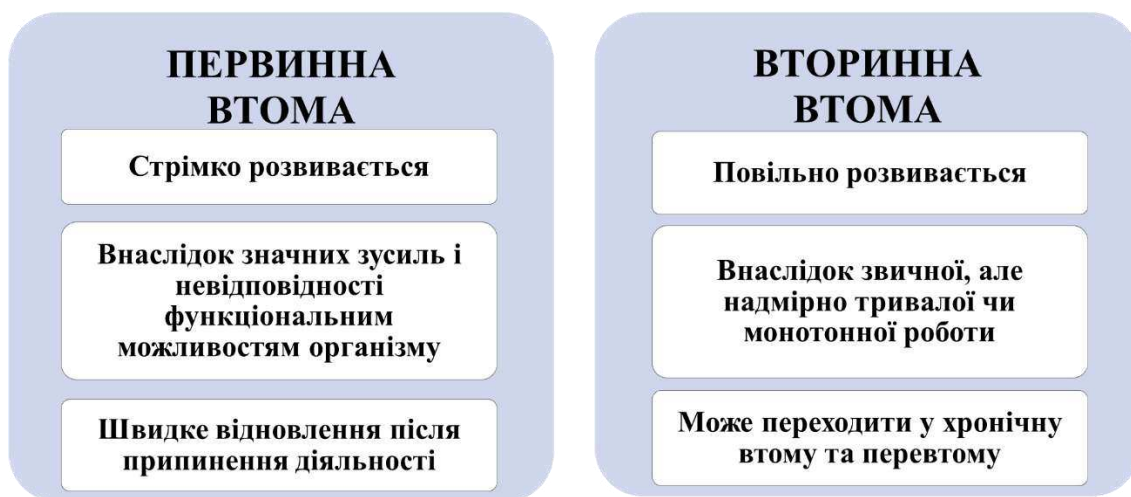 ПЕРВИННА
ВТОМА
Стрімко розвивається
Внаслідок значних зусиль і
невідповідності
функціональним
можливостям організму
Швидке відновлення після
припинення діяльності
ВТОРИННА
ВТОМА
Повільно розвивається
Внаслідок звичної, але
надмірно тривалої чи
монотонної роботи
Може переходити у хронічну
втому та перевтому